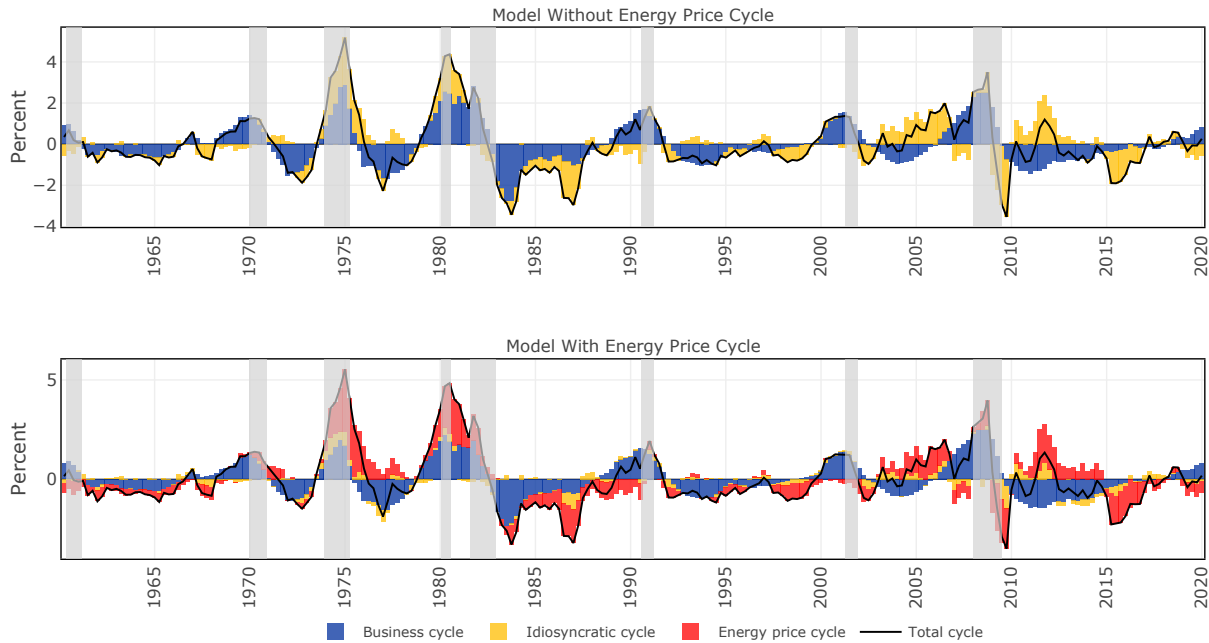 Model Without Energy Price Cycle
Percent
4
2
0
−2
−4
1965 1970 1975 1980 1985 1990 1995 2000 2005 2010 2015 2020
Model With Energy Price Cycle
Percent
5
0
1965 1970 1975 1980 1985 1990 1995 2000 2005 2010 2015 2020
Business cycle Idiosyncratic cycle Energy price cycle Total cycle